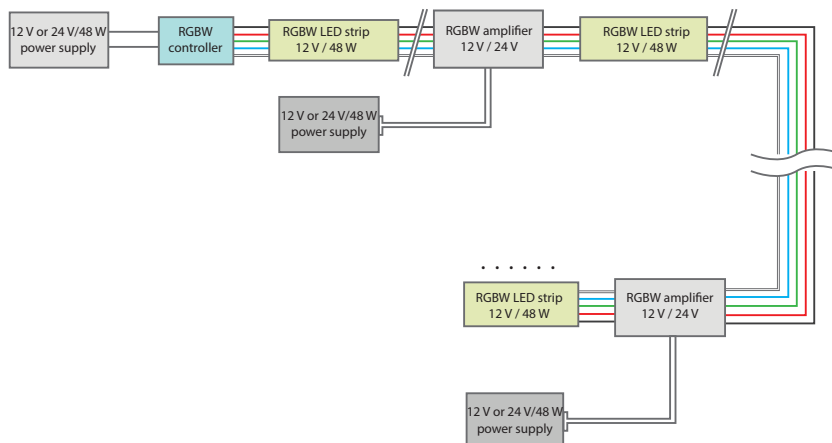 12 V or 24 V/48 W
power supply
RGBW
controller
RGBW LED strip
12 V / 48 W
RGBW amplifier
12 V / 24 V
RGBW LED strip
12 V / 48 W
12 V or 24 V/48 W
power supply
. . . . . .
RGBW LED strip
12 V / 48 W
RGBW amplifier
12 V / 24 V
12 V or 24 V/48 W
power supply